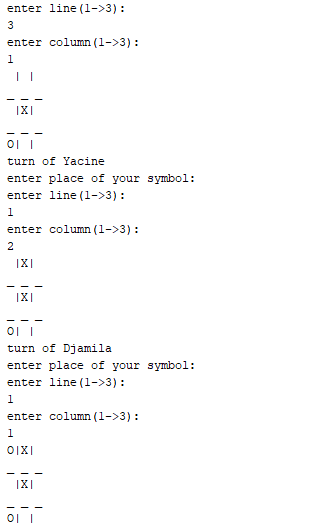 enter line(1->3):
3
enter column(1->3):
1
 | |
_ _ _
 |X|
_ _ _
O| |
turn of Yacine
enter place of your symbol:
enter line(1->3):
1
enter column(1->3):
2
 |X|
_ _ _
 |X|
_ _ _
O| |
turn of Djamila
enter place of your symbol:
enter line(1->3):
1
enter column(1->3):
1
O|X|
_ _ _
 |X|
_ _ _
O| |